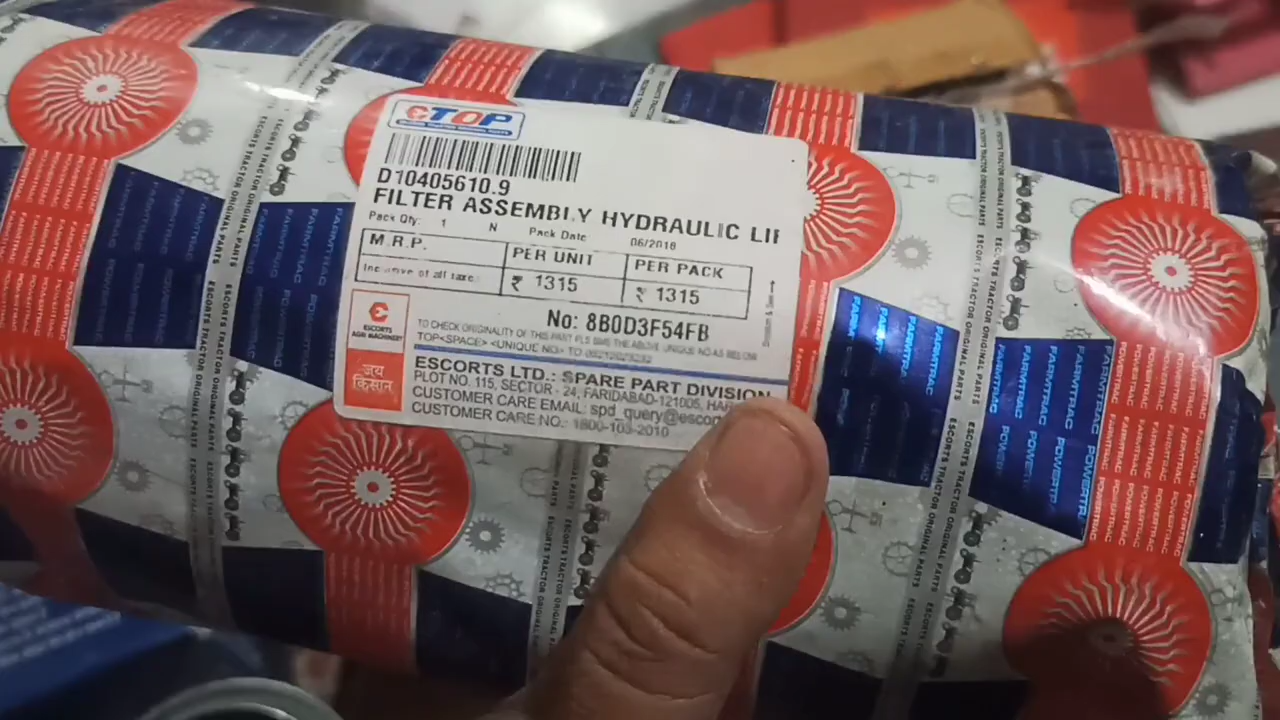 ETOP
D10405610.9
FILTER ASSEMBLY HYDRAULIC LIF
Pack Qty: 1 N Pack Date 06/2018
M.R.P. PER UNIT PER PACK
Inclusive of all taxes ₹ 1315 ₹ 1315
No: 8B0D3F54FB
TO CHECK ORIGINALITY OF THIS PART PLS SMS THE ABOVE UNIQUE NO AS BELOW
TOP<SPACE> <UNIQUE NO> TO
ESCORTS
AGRI MACHINERY
जय
किसान
ESCORTS LTD.: SPARE PART DIVISION
PLOT NO. 115, SECTOR - 24, FARIDABAD-121005, HAR
CUSTOMER CARE EMAIL: spd_query@escor
CUSTOMER CARE NO.: 1800-103-2010
ESCORTS TRACTOR ORIGINAL PARTS
FARMTRAC
POWERTRAC